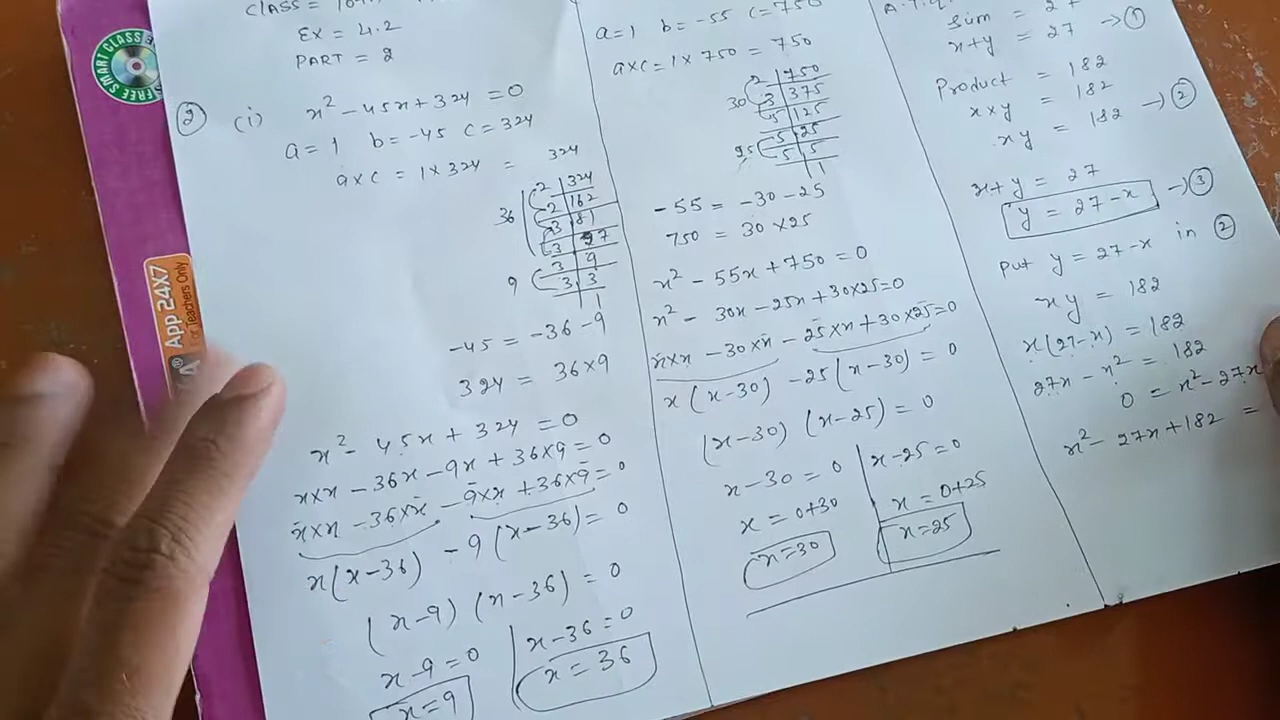 FREE SMART CLASS
App 24X7
For Teachers Only
CLASS = 10th
EX = 4.2
PART = 2
② (i) x² - 45x + 324 = 0
a = 1 b = -45 c = 324
a×c = 1×324 = 324
2 | 324
2 | 162
3 | 81
3 | 27
3 | 9
3 | 3
1
36
9
-45 = -36 -9
324 = 36×9
x² - 45x + 324 = 0
x×x - 36x - 9x + 36×9 = 0
x×x - 36×x - 9×x + 36×9 = 0
x(x-36) - 9(x-36) = 0
(x-9) (x-36) = 0
x-9 = 0
x=9
x-36=0
x = 36
a=1 b=-55 c=750
a×c = 1×750 = 750
2 | 750
3 | 375
5 | 125
5 | 25
5 | 5
1
30
25
-55 = -30 -25
750 = 30×25
x² - 55x + 750 = 0
x² - 30x - 25x + 30×25=0
x×x - 30×x - 25×x + 30×25=0
x(x-30) - 25(x-30) = 0
(x-30) (x-25) = 0
x-30 = 0
x = 0+30
x=30
x-25=0
x = 0+25
x=25
A.T.Q.
Sum = 27
x+y = 27 → ①
Product = 182
x×y = 182
xy = 182 → ②
x+y = 27
y = 27-x → ③
Put y = 27-x in ②
xy = 182
x(27-x) = 182
27x - x² = 182
0 = x² - 27x
x² - 27x + 182 =